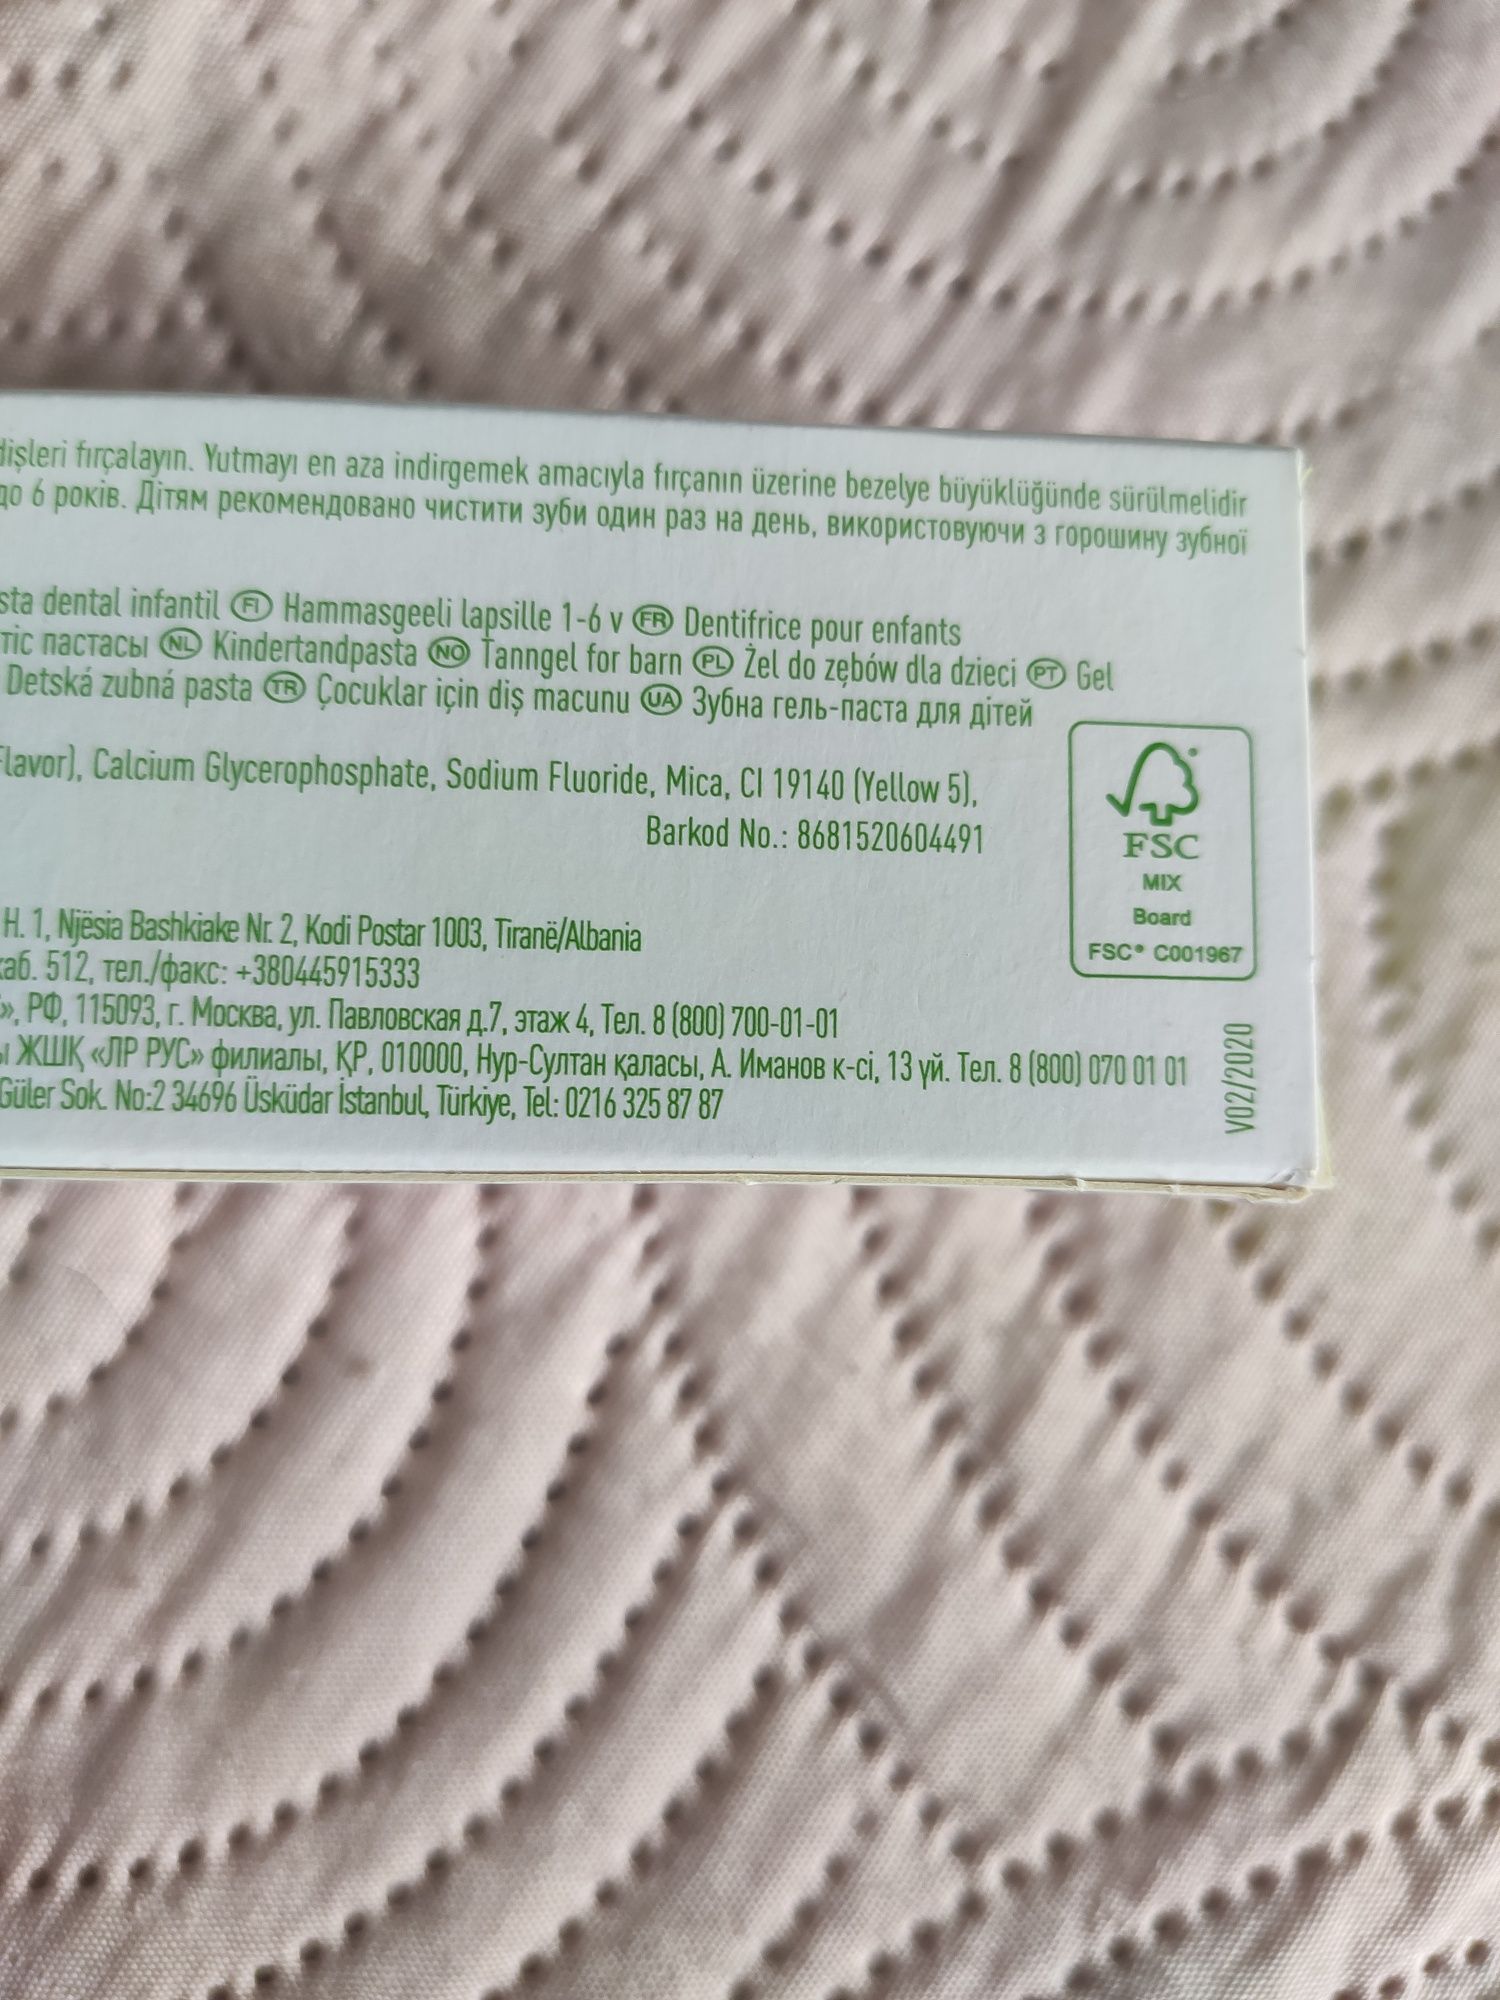 dişleri fırçalayın. Yutmayı en aza indirgemek amacıyla fırçanın üzerine bezelye büyüklüğünde sürülmelidir
до 6 років. Дітям рекомендовано чистити зуби один раз на день, використовуючи з горошину зубної
sta dental infantil FI Hammasgeeli lapsille 1-6 v FR Dentifrice pour enfants
тіс пастасы NL Kindertandpasta NO Tanngel for barn PL Żel do zębów dla dzieci PT Gel
Detská zubná pasta TR Çocuklar için diş macunu UA Зубна гель-паста для дітей
Flavor), Calcium Glycerophosphate, Sodium Fluoride, Mica, CI 19140 (Yellow 5),
Barkod No.: 8681520604491
FSC
MIX
Board
FSC® C001967
H. 1, Njësia Bashkiake Nr. 2, Kodi Postar 1003, Tiranë/Albania
каб. 512, тел./факс: +380445915333
», РФ, 115093, г. Москва, ул. Павловская д.7, этаж 4, Тел. 8 (800) 700-01-01
ы ЖШҚ «ЛР РУС» филиалы, ҚР, 010000, Нур-Султан қаласы, А. Иманов к-сі, 13 үй. Тел. 8 (800) 070 01 01
Güler Sok. No:2 34696 Üsküdar İstanbul, Türkiye, Tel: 0216 325 87 87
V02/2020